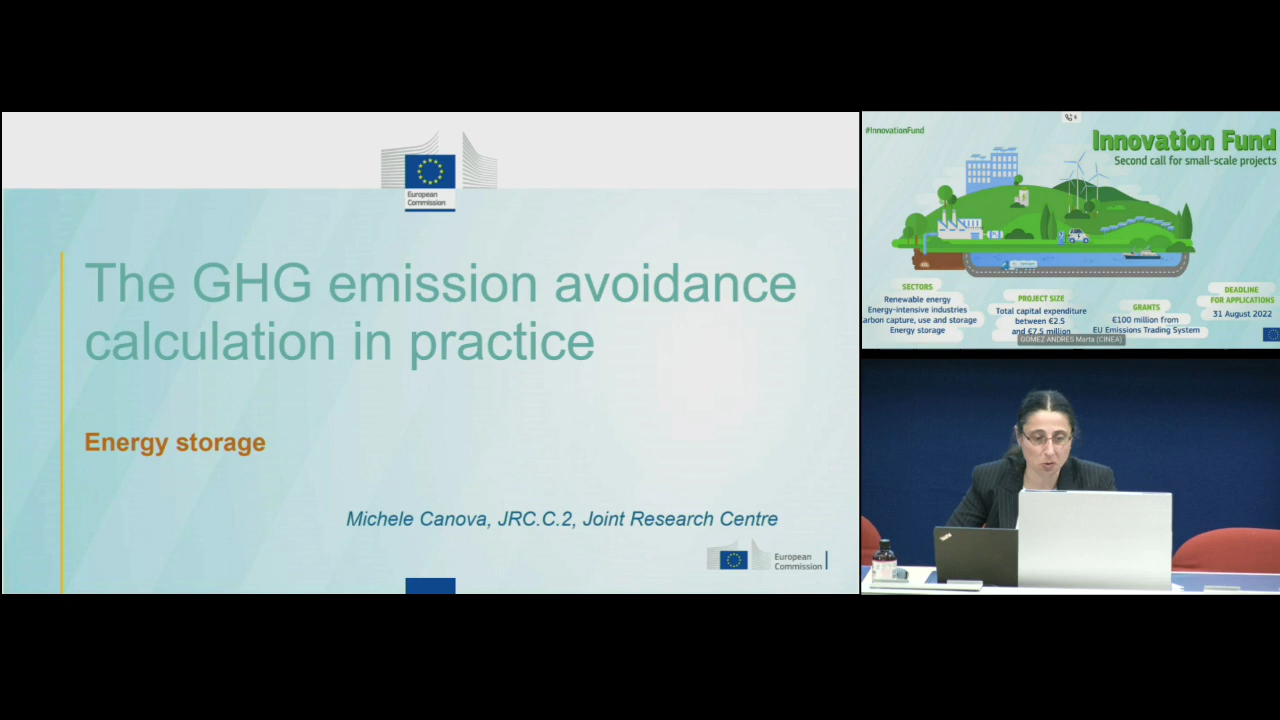 European
Commission
The GHG emission avoidance
calculation in practice
Energy storage
Michele Canova, JRC.C.2, Joint Research Centre
European
Commission
#InnovationFund
6
Innovation Fund
Second call for small-scale projects
SECTORS
Renewable energy
Energy-intensive industries
arbon capture, use and storage
Energy storage
PROJECT SIZE
Total capital expenditure
between €2.5
and €7.5 million
GRANTS
€100 million from
EU Emissions Trading System
DEADLINE
FOR APPLICATIONS
31 August 2022
GOMEZ ANDRES Marta (CINEA)